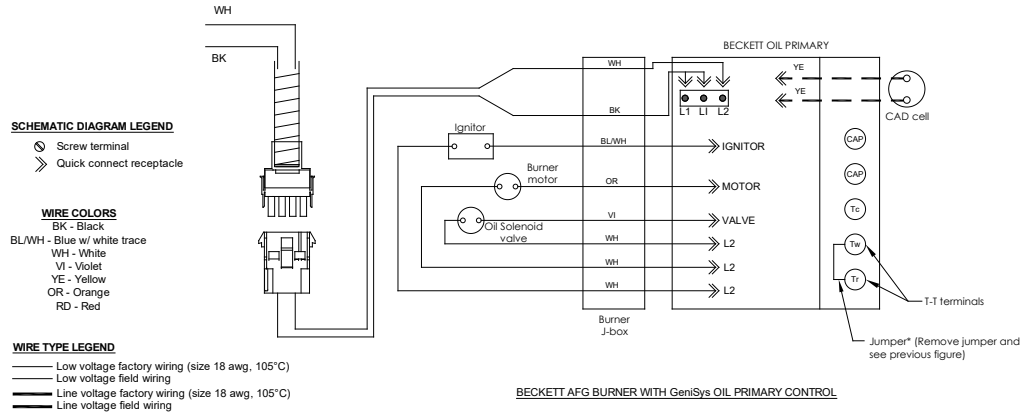 WH
BK
SCHEMATIC DIAGRAM LEGEND
Screw terminal
Quick connect receptacle
WIRE COLORS
BK - Black
BL/WH - Blue w/ white trace
WH - White
VI - Violet
YE - Yellow
OR - Orange
RD - Red
WIRE TYPE LEGEND
Low voltage factory wiring (size 18 awg, 105°C)
Low voltage field wiring
Line voltage factory wiring (size 18 awg, 105°C)
Line voltage field wiring
BECKETT OIL PRIMARY
WH
YE
YE
BK
L1 LI L2
CAD cell
Ignitor
BL/WH
IGNITOR
CAP
Burner
motor
OR
MOTOR
CAP
Oil Solenoid
valve
VI
VALVE
Tc
WH
L2
Tw
WH
L2
WH
L2
Tr
T-T terminals
Burner
J-box
Jumper* (Remove jumper and
see previous figure)
BECKETT AFG BURNER WITH GeniSys OIL PRIMARY CONTROL